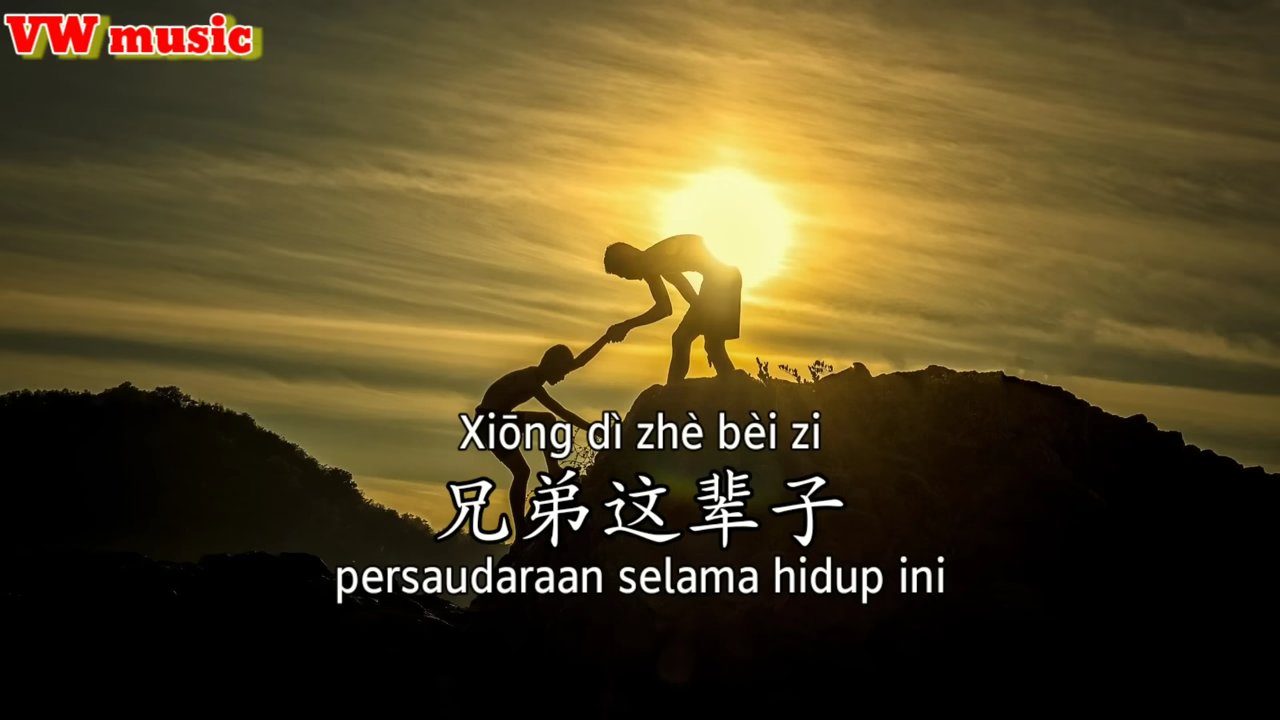 VW music
Xiōng dì zhè bèi zi
兄弟这辈子
persaudaraan selama hidup ini